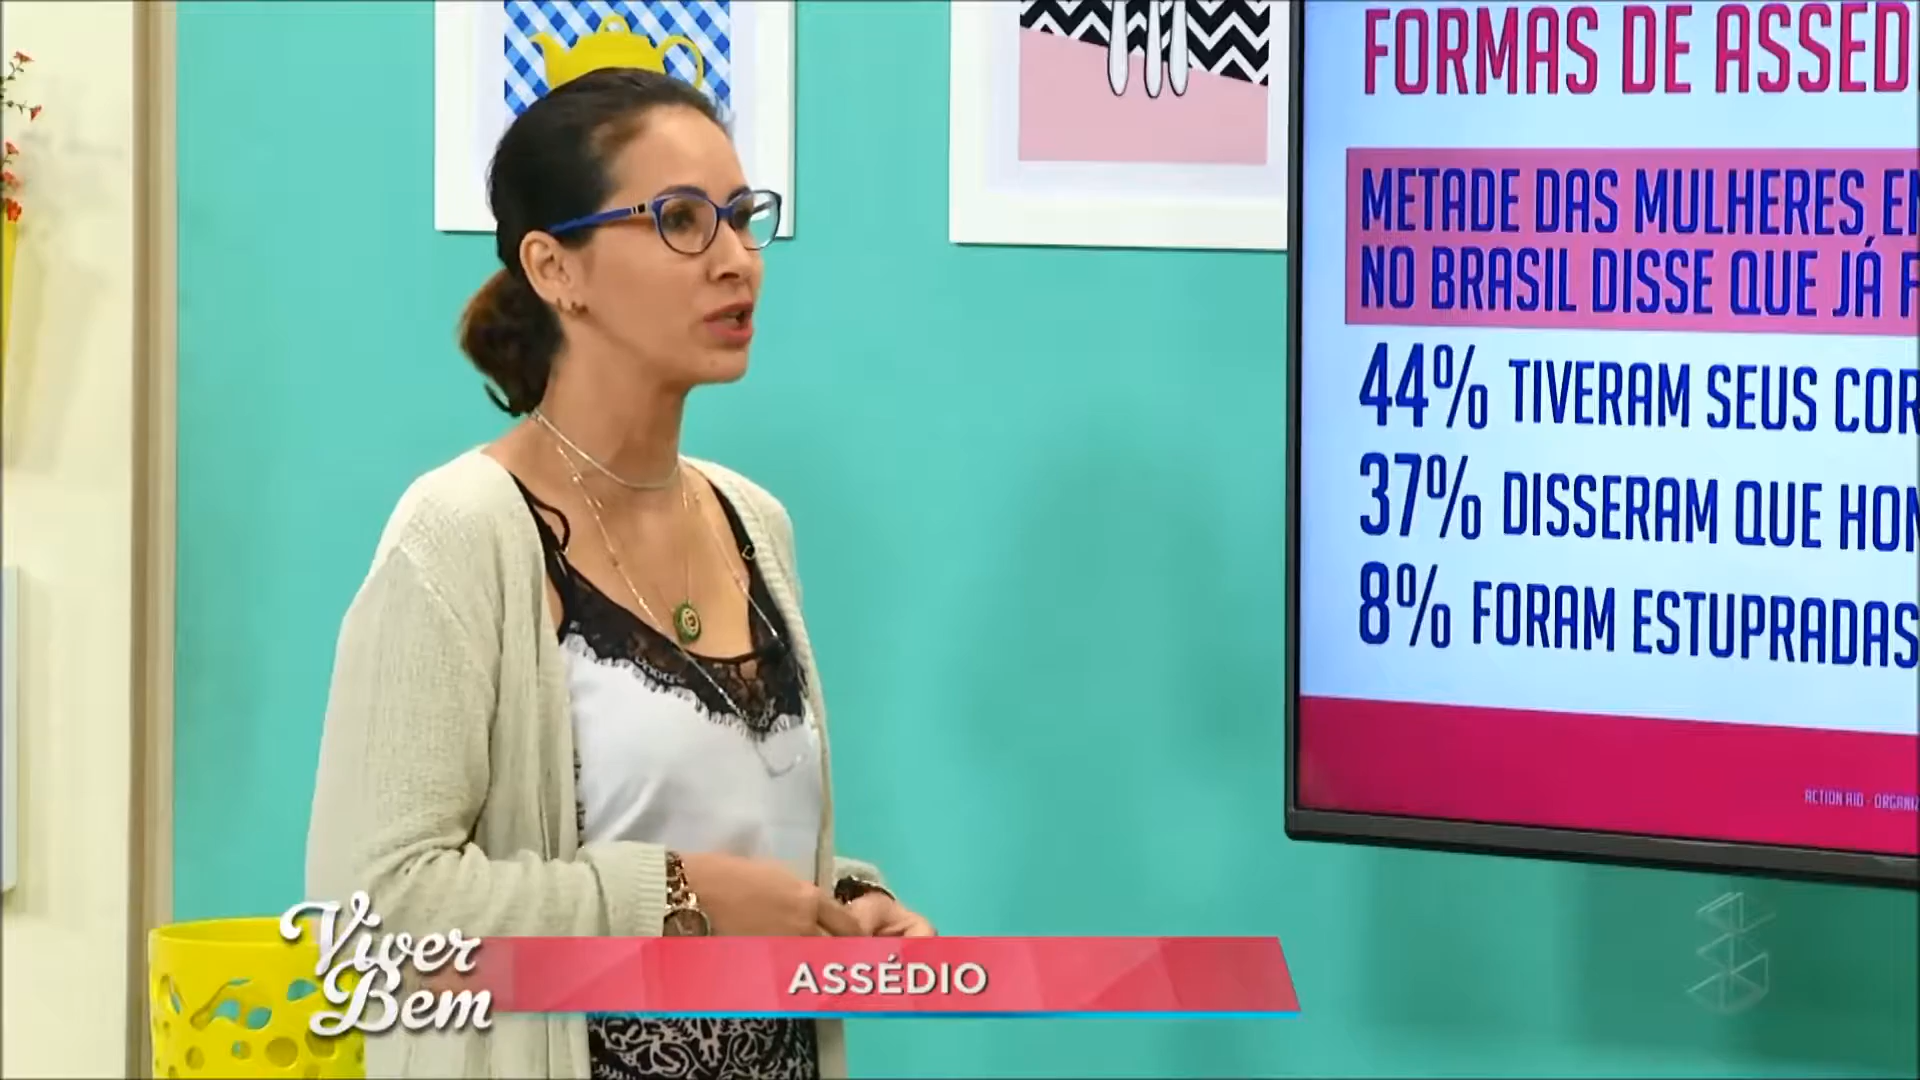 FORMAS DE ASSÉD
METADE DAS MULHERES, E
NO BRASIL DISSE QUE JÁ F
44% TIVERAM SEUS COR
37% DISSERAM QUE HO
8% FORAM ESTUPRADAS
ACTION AID - ORGANIZ
Viver
Bem
ASSÉDIO